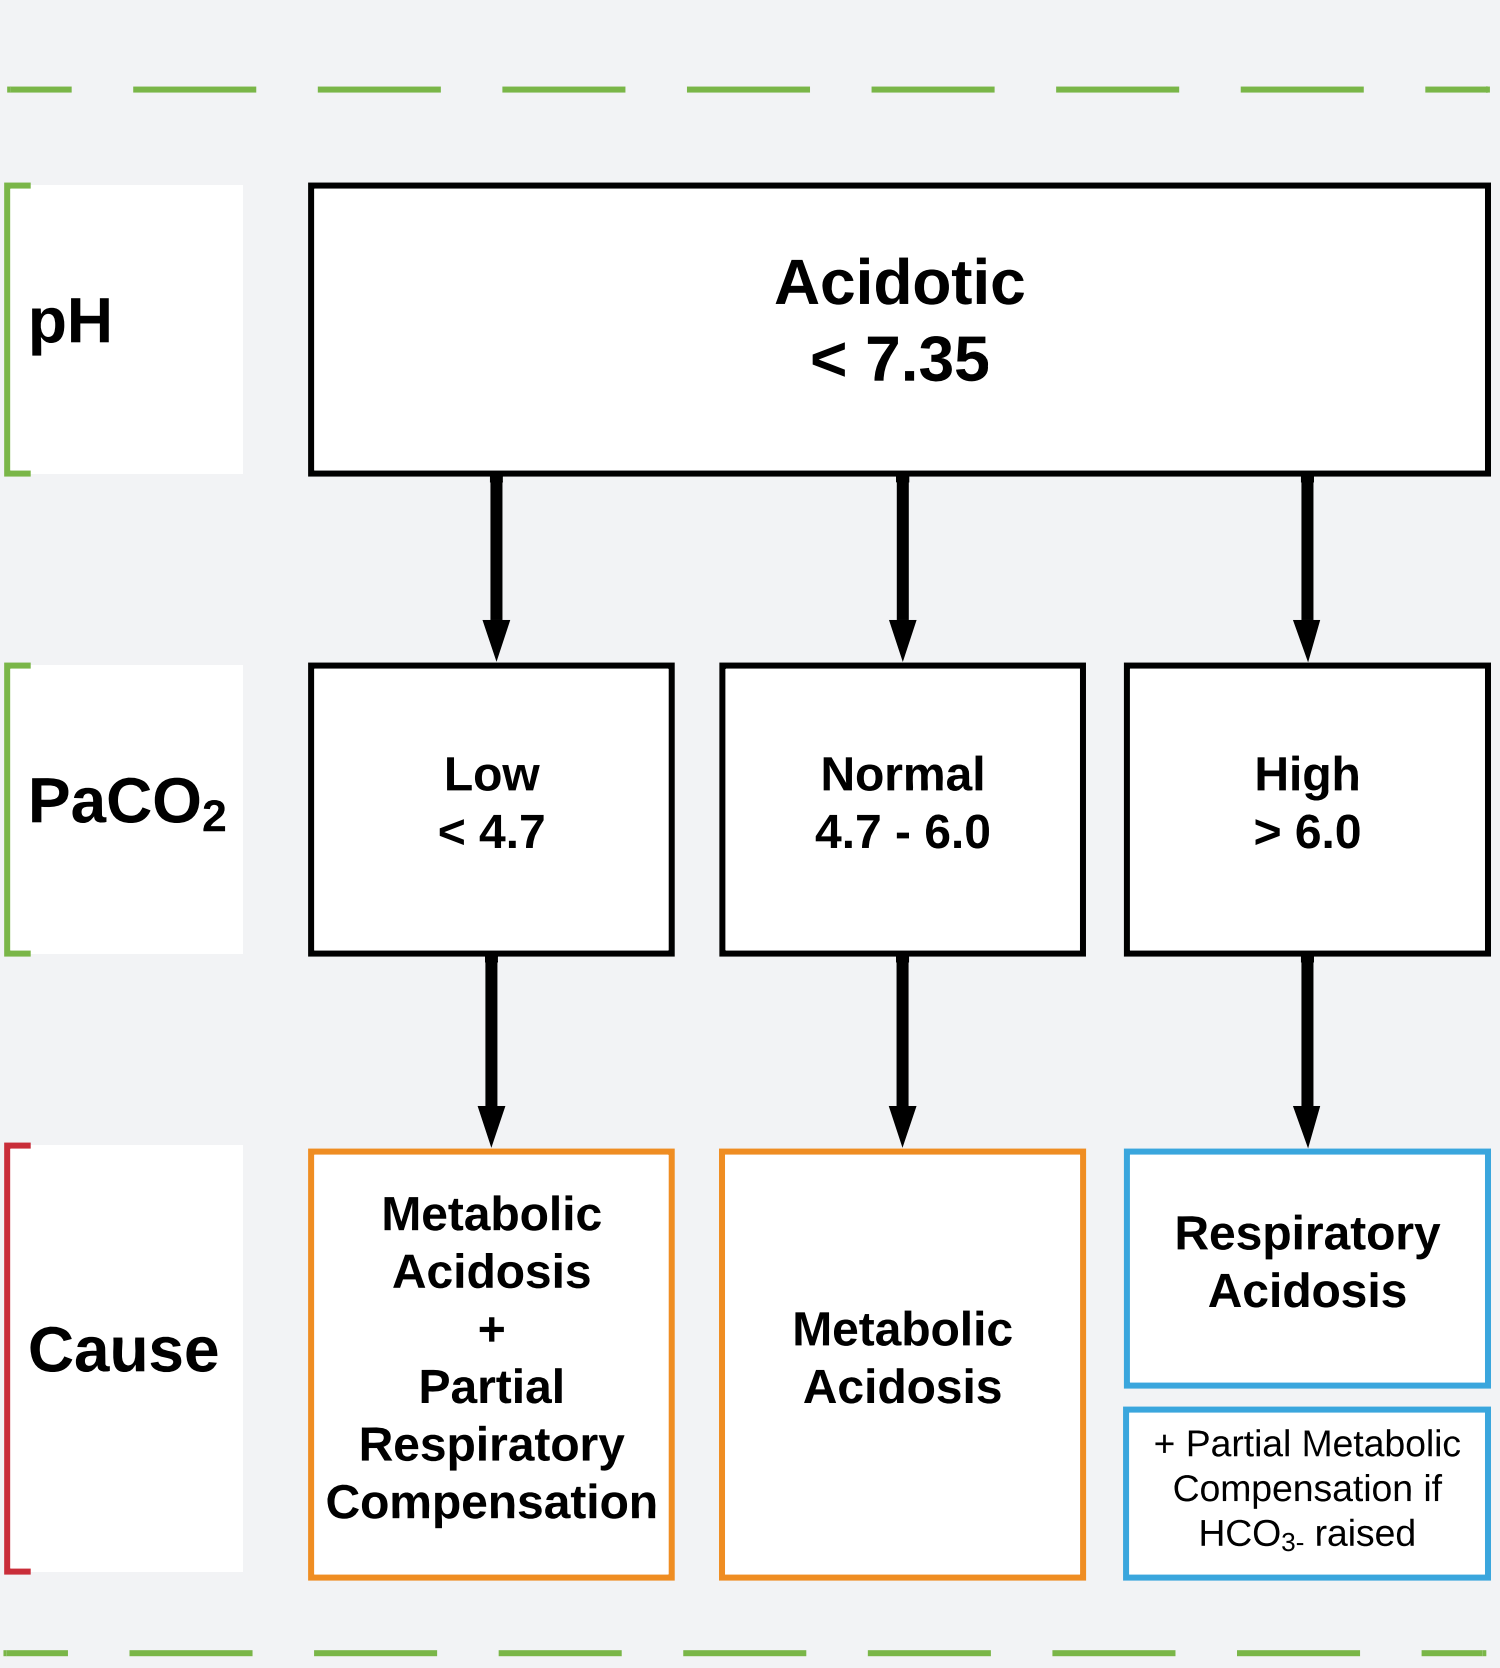 pH
Acidotic
< 7.35
PaCO₂
Low
< 4.7
Normal
4.7 - 6.0
High
> 6.0
Cause
Metabolic
Acidosis
+
Partial
Respiratory
Compensation
Metabolic
Acidosis
Respiratory
Acidosis
+ Partial Metabolic
Compensation if
HCO₃₋ raised